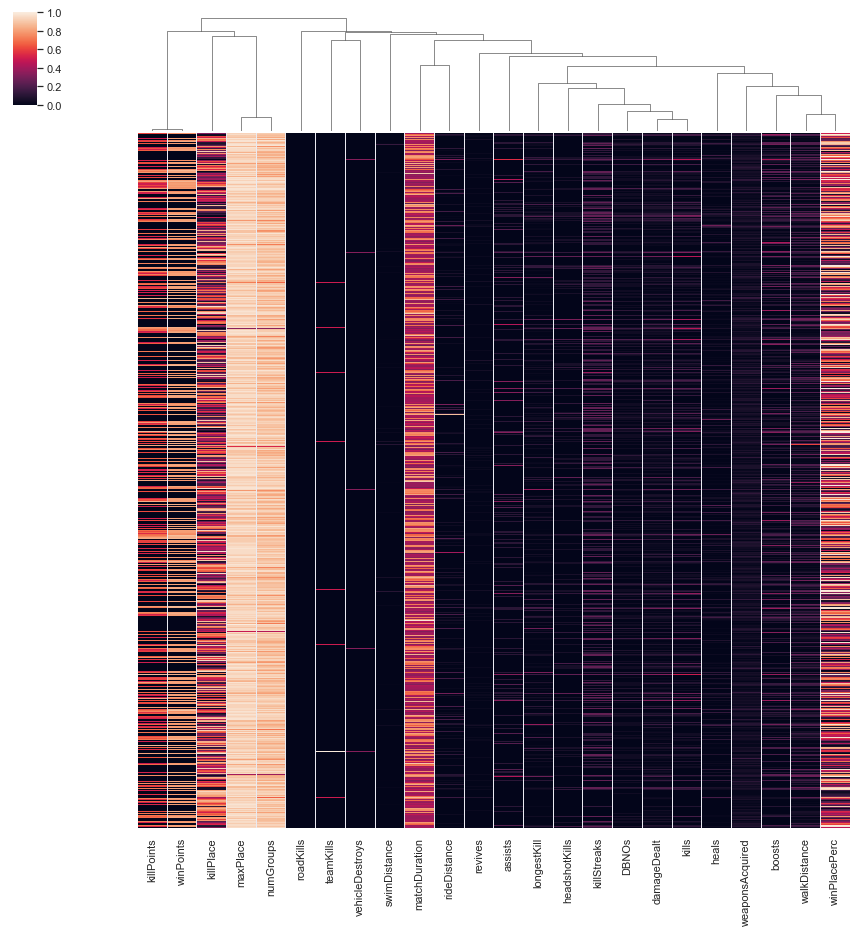 1.0
0.8
0.6
0.4
0.2
0.0
killPoints
winPoints
killPlace
maxPlace
numGroups
roadKills
teamKills
vehicleDestroys
swimDistance
matchDuration
rideDistance
revives
assists
longestKill
headshotKills
killStreaks
DBNOs
damageDealt
kills
heals
weaponsAcquired
boosts
walkDistance
winPlacePerc